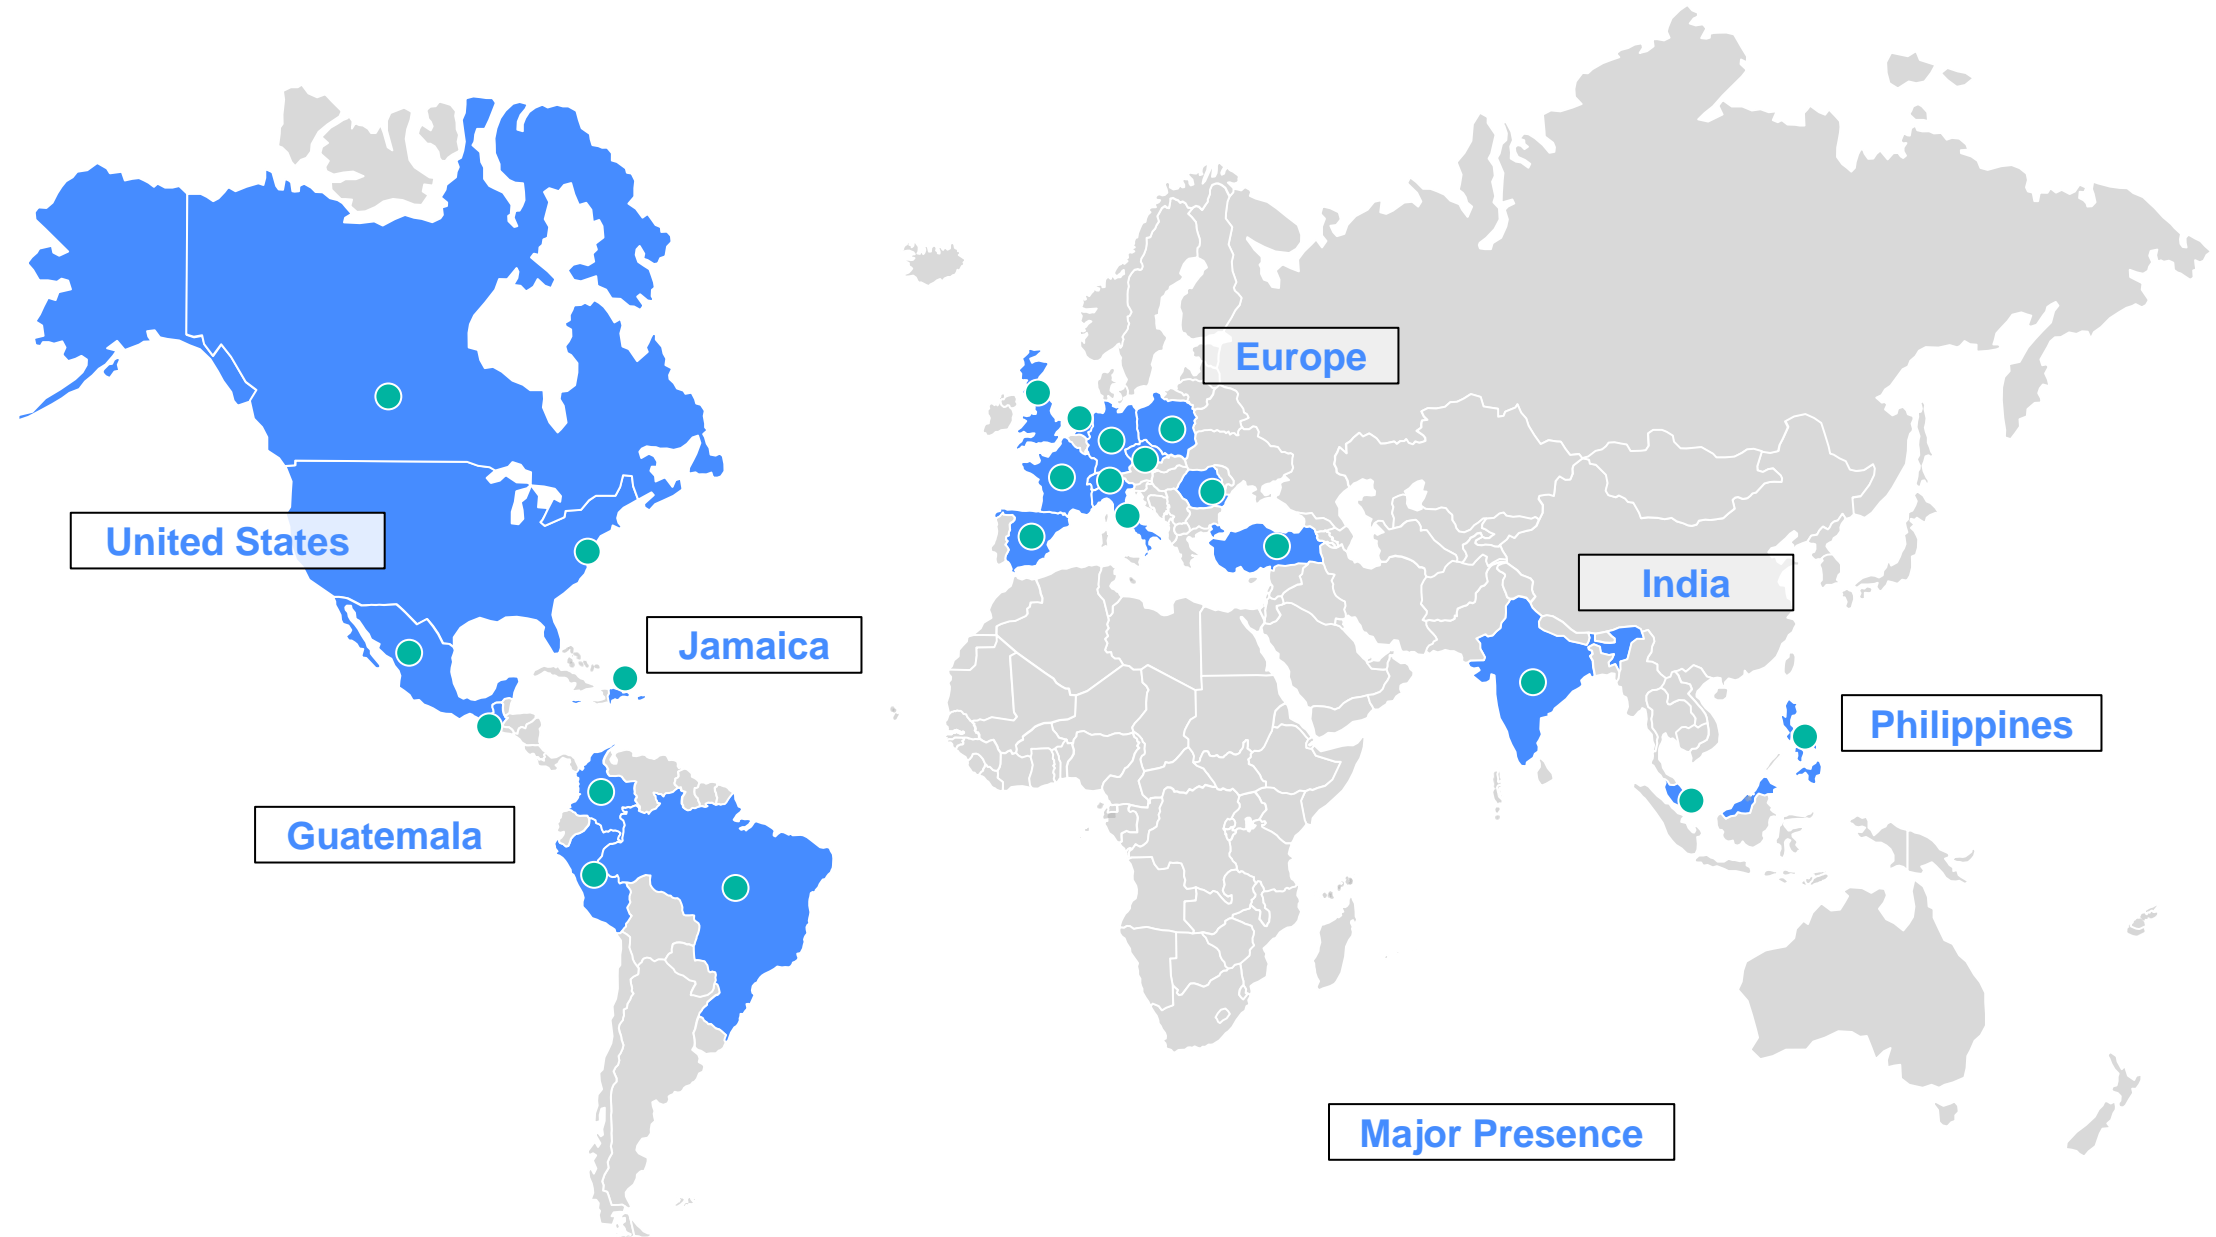 Europe
United States
India
Jamaica
Philippines
Guatemala
Major Presence